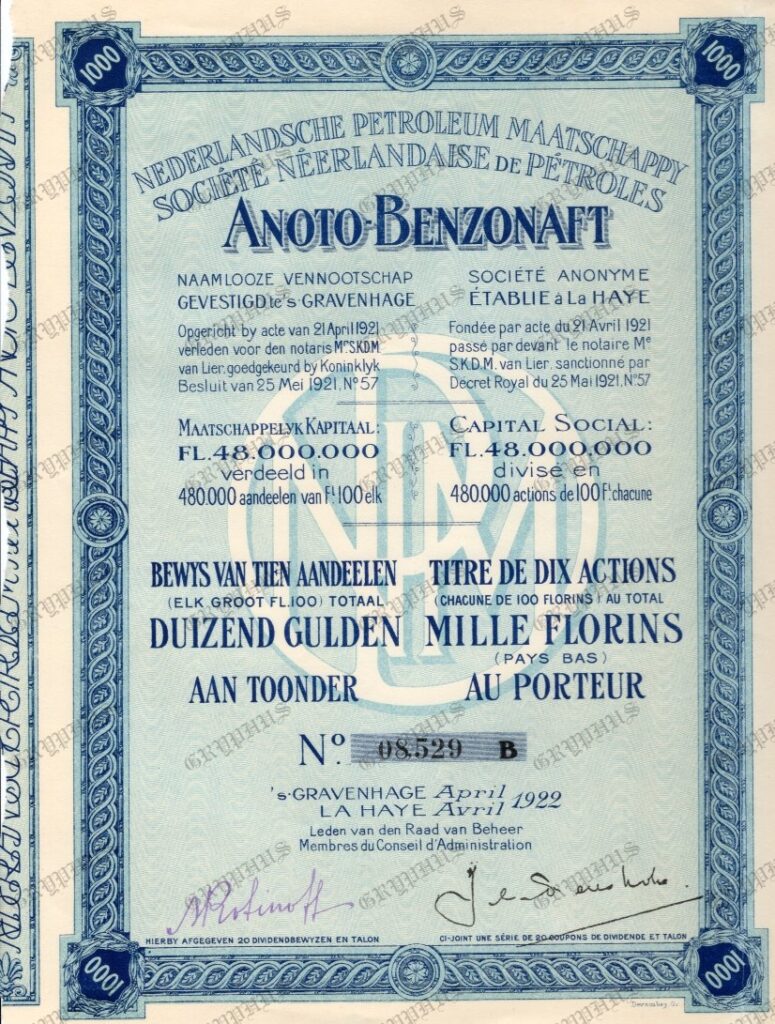 1000
1000
NEDERLANDSCHE PETROLEUM MAATSCHAPPY
SOCIÉTÉ NÉERLANDAISE DE PÉTROLES
ANOTO-BENZONAFT
NAAMLOOZE VENNOOTSCHAP
GEVESTIGD te 's GRAVENHAGE
Opgericht by acte van 21 April 1921
verleden voor den notaris Mr S.K.D.M.
van Lier, goedgekeurd by Koninklyk
Besluit van 25 Mei 1921, No 57
SOCIÉTÉ ANONYME
ÉTABLIE à LA HAYE
Fondée par acte du 21 Avril 1921
passé par devant le notaire Me
S.K.D.M. van Lier, sanctionné par
Décret Royal du 25 Mai 1921, No 57
MAATSCHAPPELYK KAPITAAL:
FL. 48.000.000
verdeeld in
480.000 aandeelen van Fl 100 elk
CAPITAL SOCIAL:
FL. 48.000.000
divisé en
480.000 actions de 100 Fl chacune
NPM
BEWYS VAN TIEN AANDEELEN
(ELK GROOT FL. 100) TOTAAL
DUIZEND GULDEN
AAN TOONDER
TITRE DE DIX ACTIONS
(CHACUNE DE 100 FLORINS) AU TOTAL
MILLE FLORINS
(PAYS BAS)
AU PORTEUR
No. 08.529 B
's-GRAVENHAGE April
LA HAYE Avril 1922
Leden van den Raad van Beheer
Membres du Conseil d'Administration
HIERBY AFGEGEVEN 20 DIVIDENDBEWYZEN EN TALON
CI-JOINT UNE SÉRIE DE 20 COUPONS DE DIVIDENDE ET TALON
1000
1000
GRYPHUS